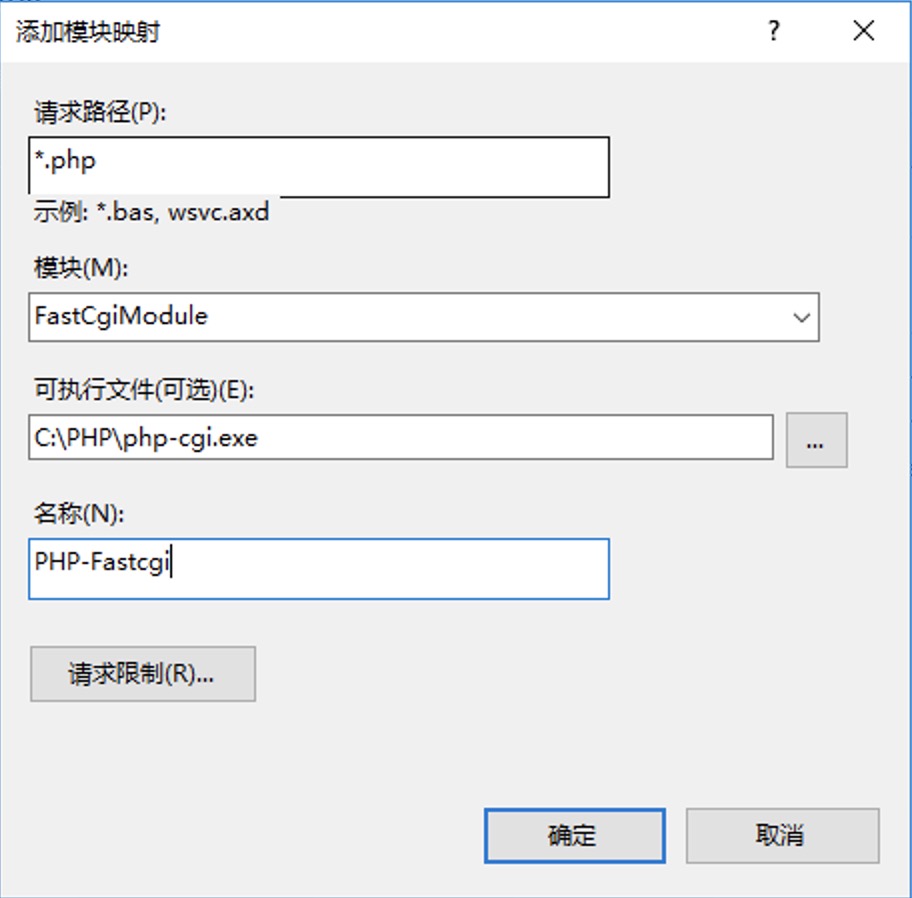 添加模块映射
?
请求路径(P):
*.php
示例: *.bas, wsvc.axd
模块(M):
FastCgiModule
可执行文件(可选)(E):
C:\PHP\php-cgi.exe
...
名称(N):
PHP-Fastcgi
请求限制(R)...
确定
取消